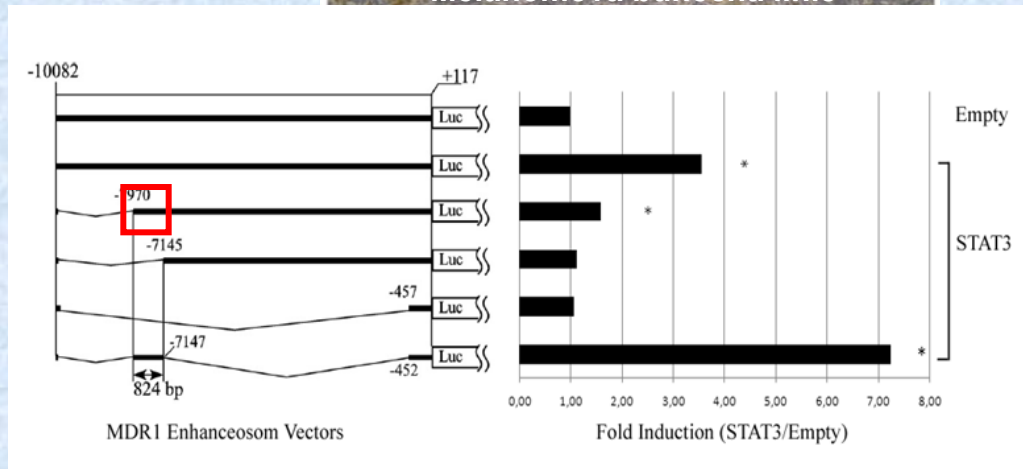 -10082
+117
Luc
Empty
Luc
*
970
Luc
*
-7145
Luc
STAT3
-457
Luc
-7147
Luc
*
-452
824 bp
0,00 1,00 2,00 3,00 4,00 5,00 6,00 7,00 8,00
MDR1 Enhanceosom Vectors
Fold Induction (STAT3/Empty)